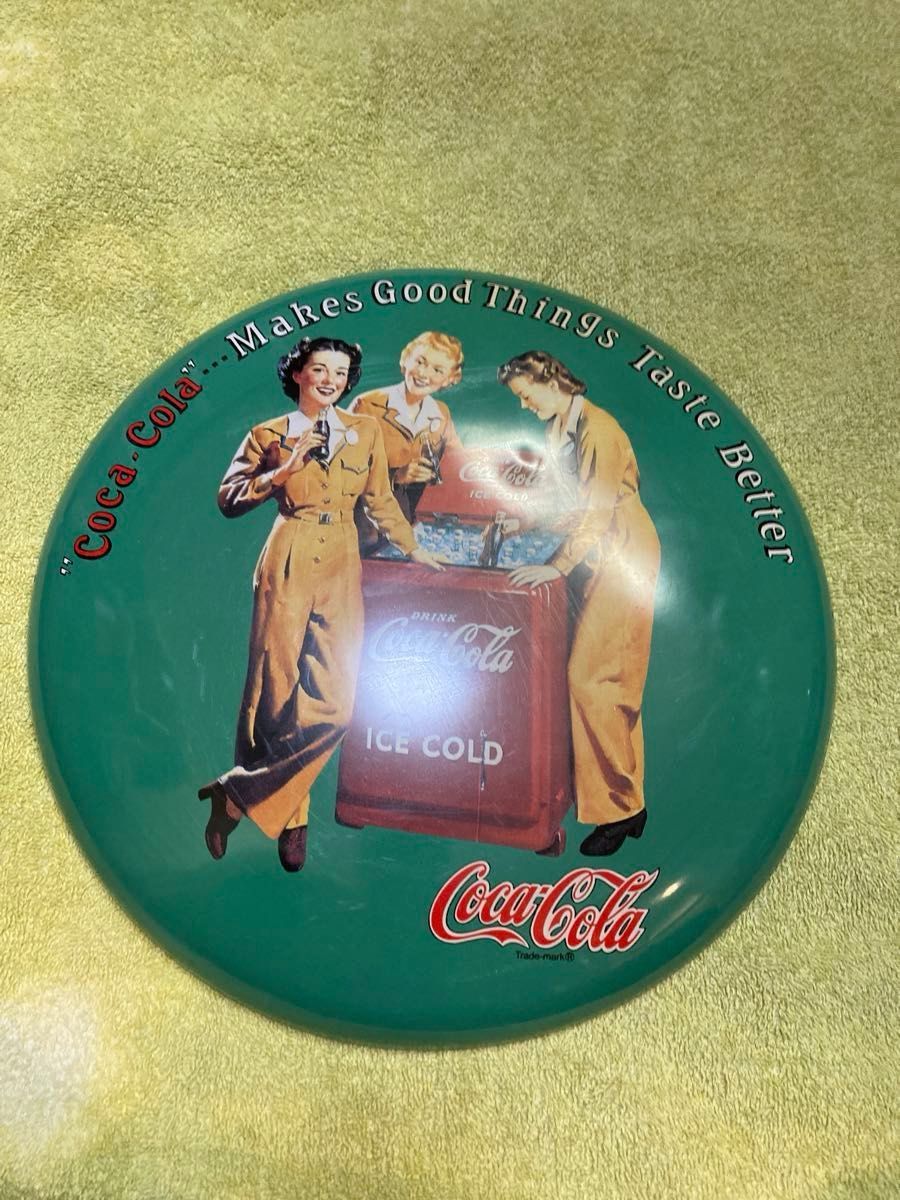 "Coca-Cola"...Makes Good Things Taste Better
Coca-Cola
ICE COLD
DRINK
Coca-Cola
ICE COLD
Coca-Cola
Trade-mark®